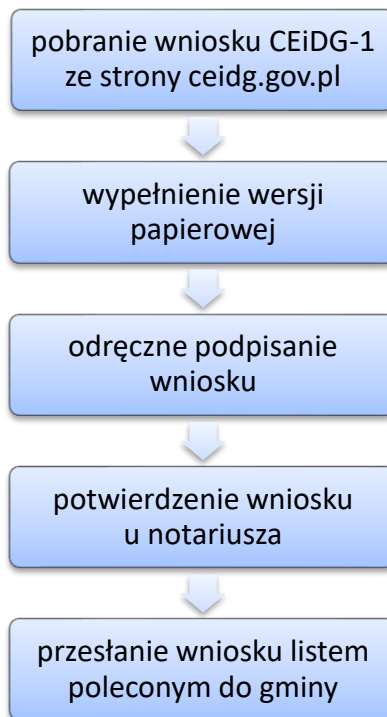 pobranie wniosku CEiDG-1
ze strony ceidg.gov.pl
wypełnienie wersji
papierowej
odręczne podpisanie
wniosku
potwierdzenie wniosku
u notariusza
przesłanie wniosku listem
poleconym do gminy